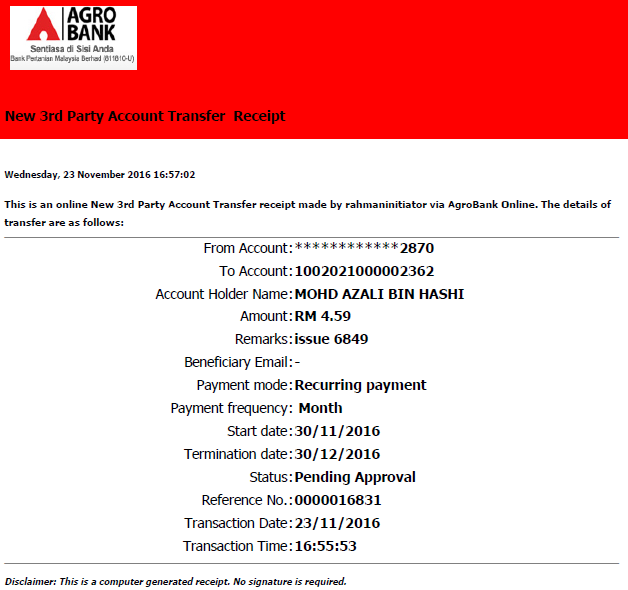 AGRO
BANK
Sentiasa di Sisi Anda
Bank Pertanian Malaysia Berhad (811810-U)
New 3rd Party Account Transfer Receipt
Wednesday, 23 November 2016 16:57:02
This is an online New 3rd Party Account Transfer receipt made by rahmaninitiator via AgroBank Online. The details of
transfer are as follows:
From Account:************2870
To Account:1002021000002362
Account Holder Name:MOHD AZALI BIN HASHI
Amount:RM 4.59
Remarks:issue 6849
Beneficiary Email:-
Payment mode:Recurring payment
Payment frequency: Month
Start date:30/11/2016
Termination date:30/12/2016
Status:Pending Approval
Reference No.:0000016831
Transaction Date:23/11/2016
Transaction Time:16:55:53
Disclaimer: This is a computer generated receipt. No signature is required.